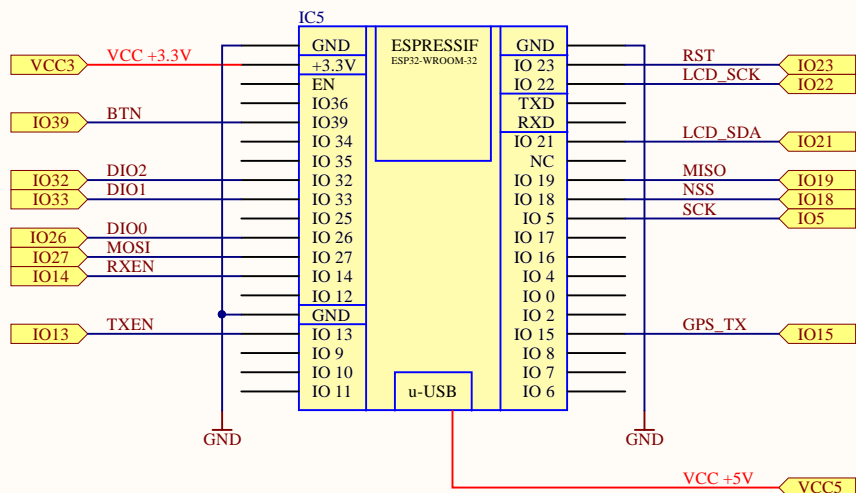 IC5
GND ESPRESSIF GND
VCC3 VCC +3.3V +3.3V ESP32-WROOM-32 IO 23 RST IO23
EN IO 22 LCD_SCK IO22
IO36 TXD
IO39 BTN IO39 RXD
IO 34 IO 21 LCD_SDA IO21
IO 35 NC
IO32 DIO2 IO 32 IO 19 MISO IO19
IO33 DIO1 IO 33 IO 18 NSS IO18
IO 25 IO 5 SCK IO5
IO26 DIO0 IO 26 IO 17
IO27 MOSI IO 27 IO 16
IO14 RXEN IO 14 IO 4
IO 12 IO 0
GND IO 2
IO13 TXEN IO 13 IO 15 GPS_TX IO15
IO 9 IO 8
IO 10 u-USB IO 7
IO 11 IO 6
GND GND
VCC +5V VCC5